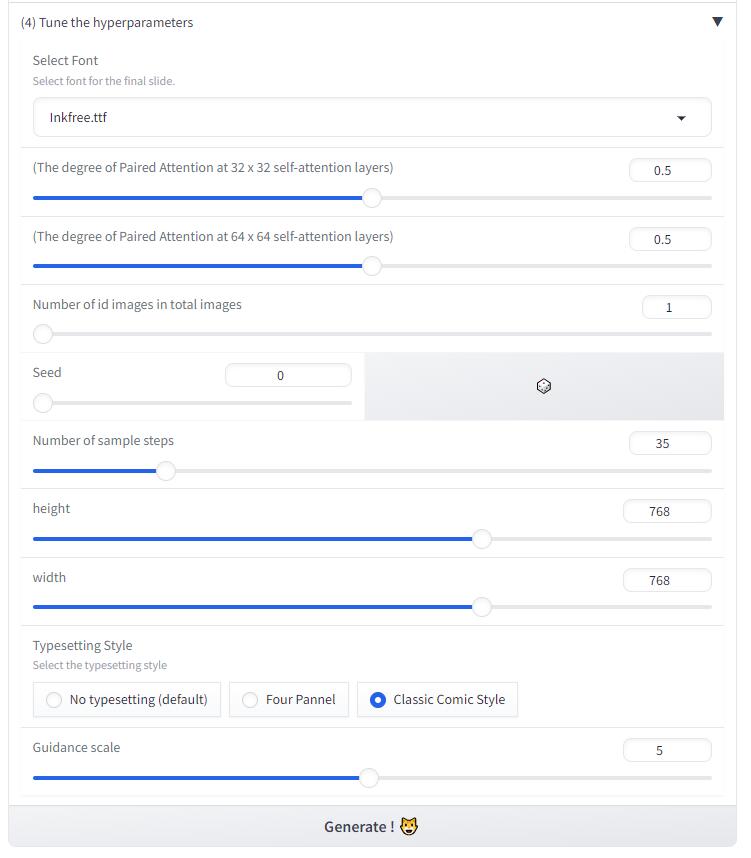 (4) Tune the hyperparameters
Select Font
Select font for the final slide.
Inkfree.ttf
(The degree of Paired Attention at 32 x 32 self-attention layers)
0.5
(The degree of Paired Attention at 64 x 64 self-attention layers)
0.5
Number of id images in total images
1
Seed
0
Number of sample steps
35
height
768
width
768
Typesetting Style
Select the typesetting style
No typesetting (default) Four Pannel Classic Comic Style
Guidance scale
5
Generate !